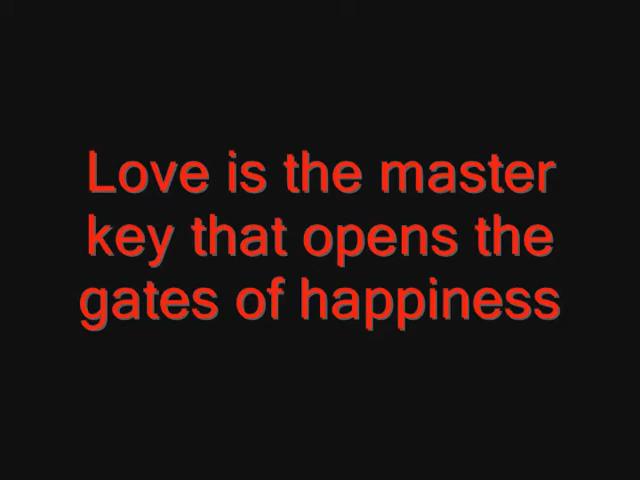 Love is the master
key that opens the
gates of happiness